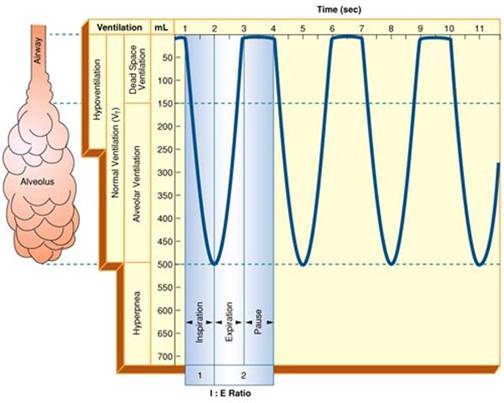 Time (sec)
Ventilation
mL
1 2 3 4 5 6 7 8 9 10 11
Airway
Alveolus
Hypoventilation
Normal Ventilation (VT)
Dead Space
Ventilation
Alveolar Ventilation
Hyperpnea
50
100
150
200
250
300
350
400
450
500
550
600
650
700
Inspiration
Expiration
Pause
1 2
I : E Ratio